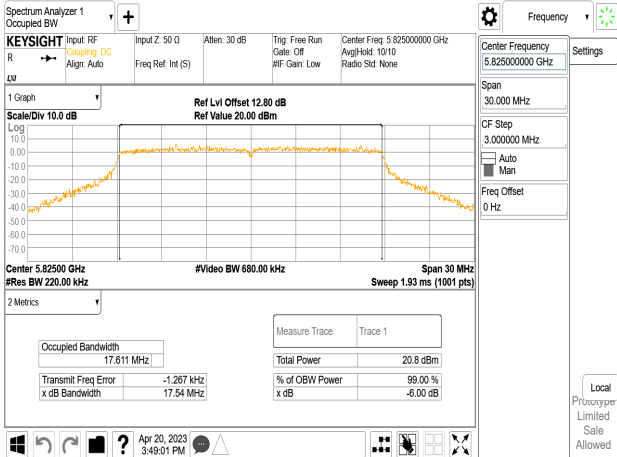 Spectrum Analyzer 1
Occupied BW
Frequency
KEYSIGHT
R
Input: RF
Coupling: DC
Align: Auto
Input Z: 50 Ω
Freq Ref: Int (S)
Atten: 30 dB
Trig: Free Run
Gate: Off
#IF Gain: Low
Center Freq: 5.825000000 GHz
Avg|Hold: 10/10
Radio Std: None
Center Frequency
5.825000000 GHz
Settings
Span
30.000 MHz
CF Step
3.000000 MHz
Auto
Man
Freq Offset
0 Hz
1 Graph
Ref Lvl Offset 12.80 dB
Scale/Div 10.0 dB
Ref Value 20.00 dBm
Log
10.0
0.00
-10.0
-20.0
-30.0
-40.0
-50.0
-60.0
-70.0
Center 5.82500 GHz
#Video BW 680.00 kHz
Span 30 MHz
#Res BW 220.00 kHz
Sweep 1.93 ms (1001 pts)
2 Metrics
Measure Trace
Trace 1
Occupied Bandwidth
17.611 MHz
Total Power
20.8 dBm
Transmit Freq Error
-1.267 kHz
% of OBW Power
99.00 %
x dB Bandwidth
17.54 MHz
x dB
-6.00 dB
Local
Prototype
Limited
Sale
Allowed
?
Apr 20, 2023
3:49:01 PM